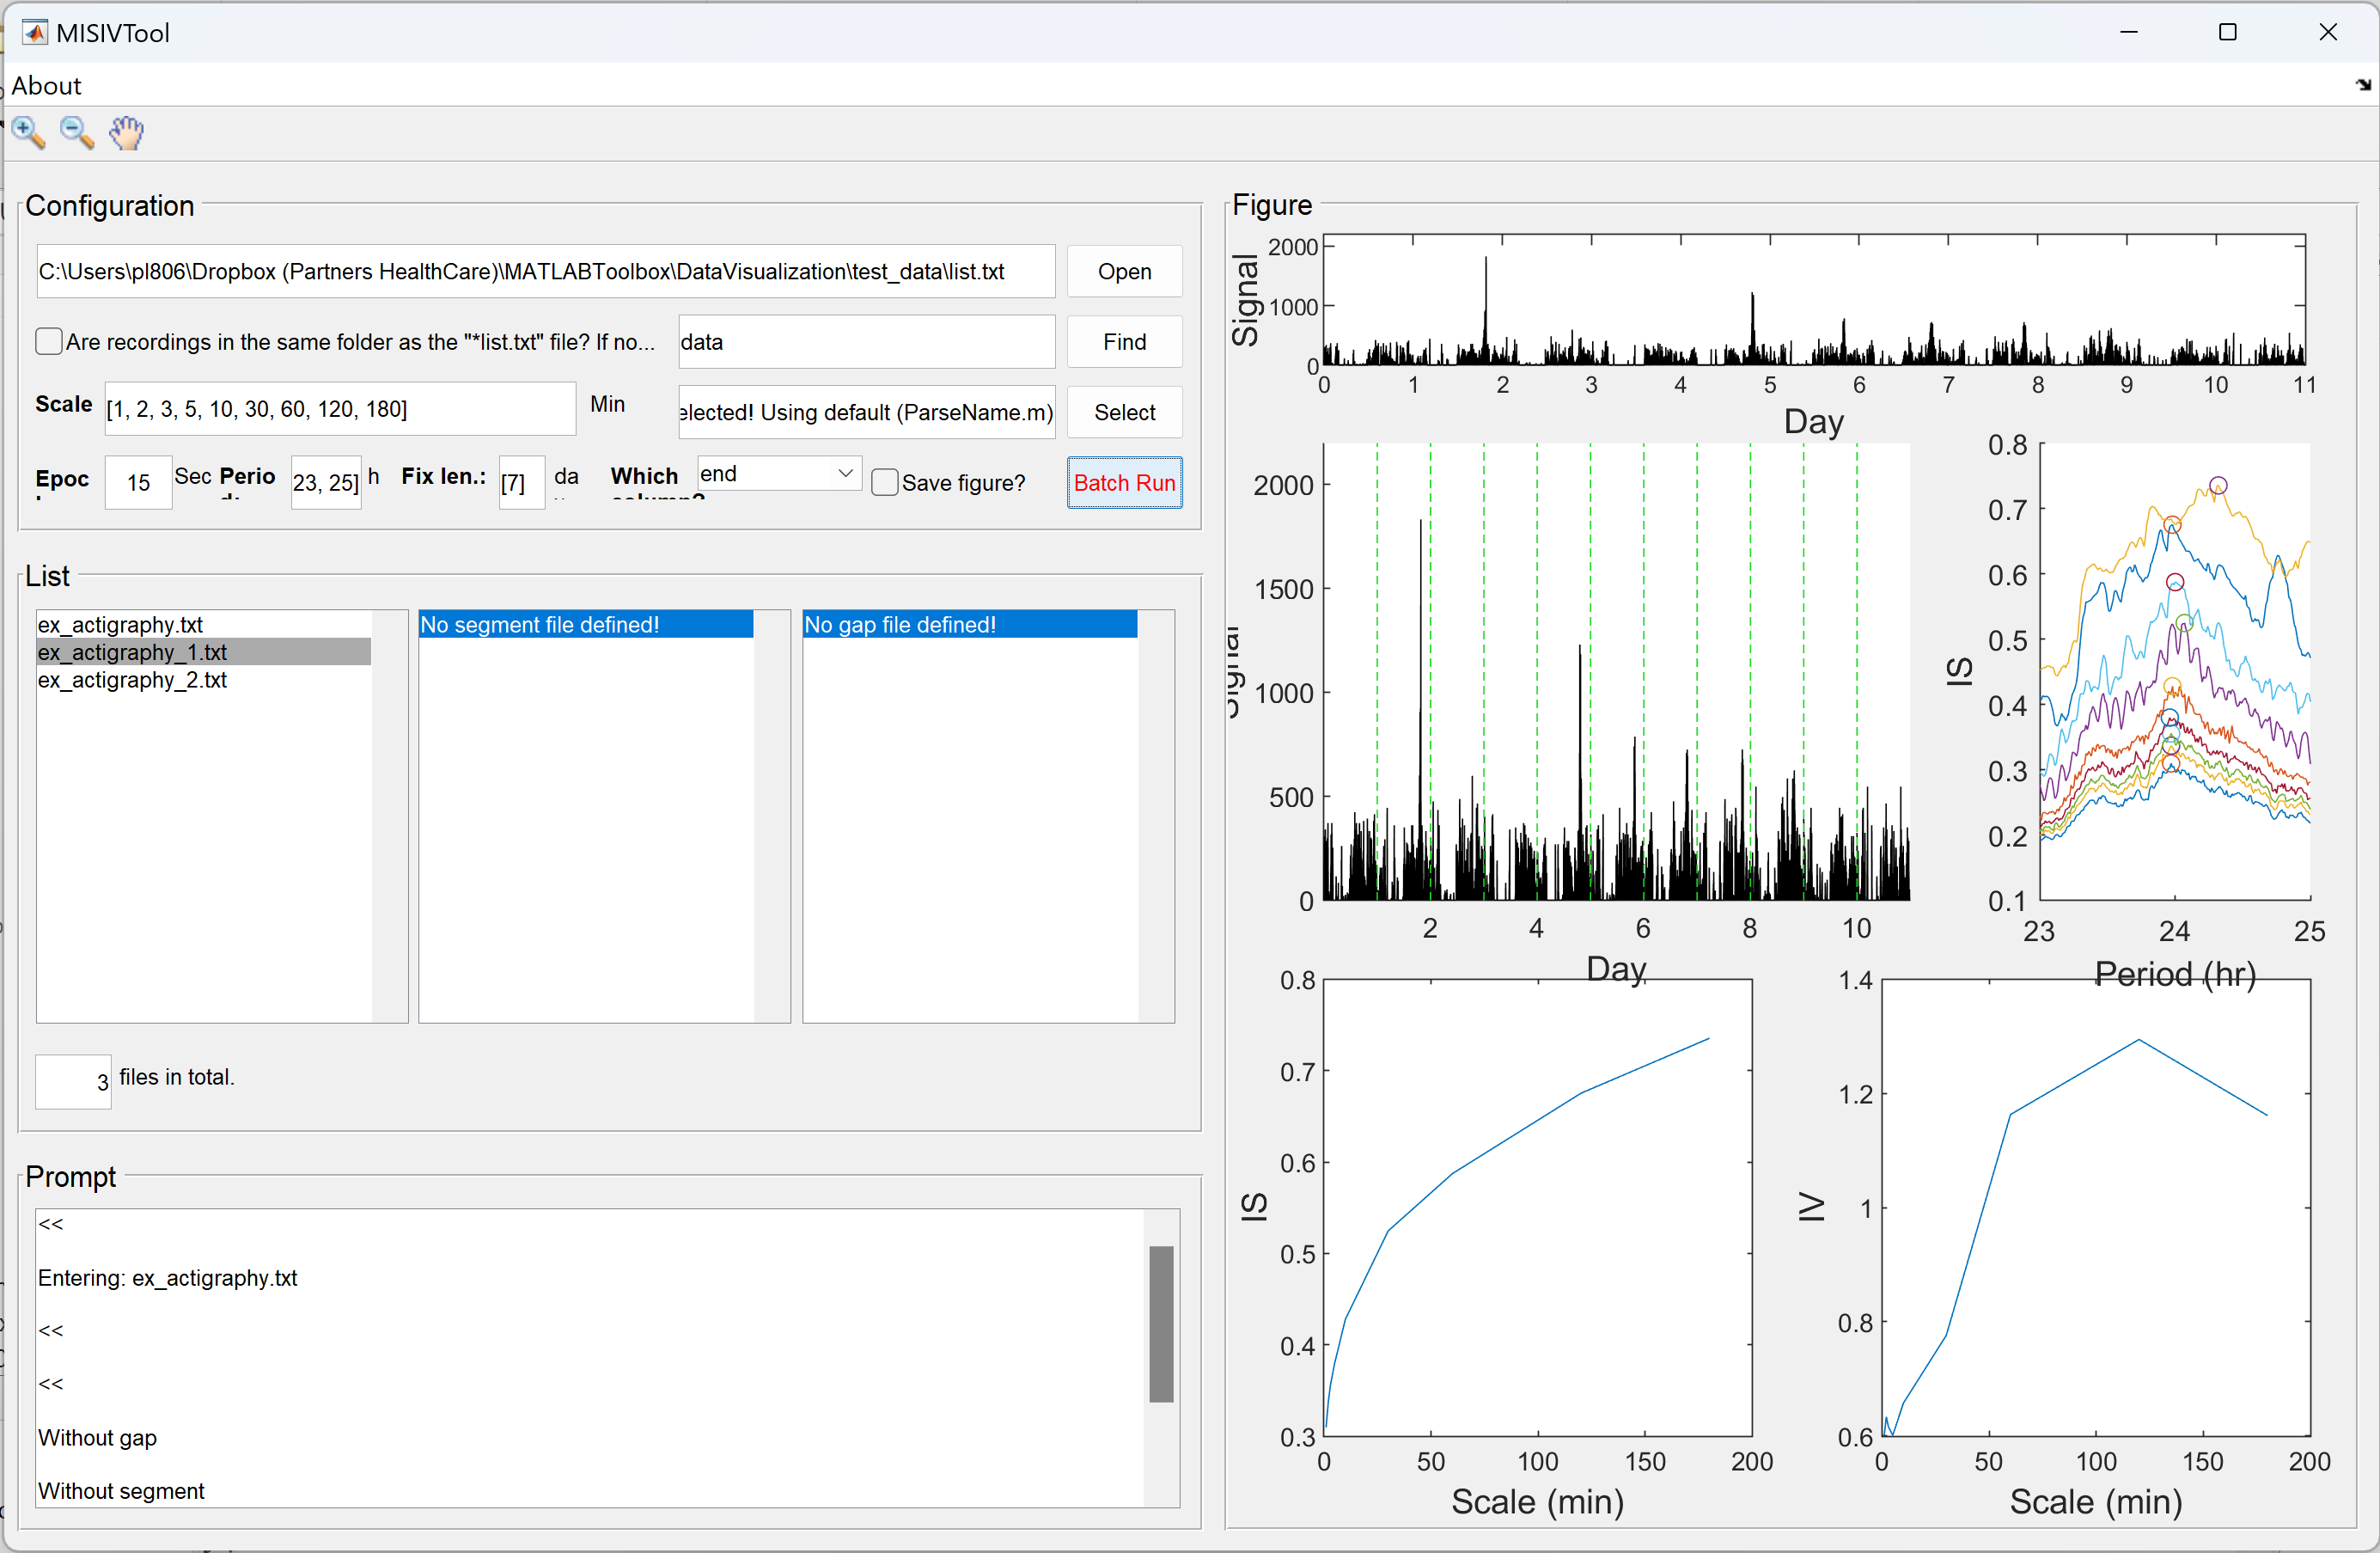 MISIVTool
About
Configuration
C:\Users\pl806\Dropbox (Partners HealthCare)\MATLABToolbox\DataVisualization\test_data\list.txt
Open
Are recordings in the same folder as the "*list.txt" file? If no...
data
Find
Scale
[1, 2, 3, 5, 10, 30, 60, 120, 180]
Min
elected! Using default (ParseName.m)
Select
Epoc
15
Sec
Perio
23, 25]
h
Fix len.:
[7]
da
Which
end
Save figure?
Batch Run
List
ex_actigraphy.txt
ex_actigraphy_1.txt
ex_actigraphy_2.txt
No segment file defined!
No gap file defined!
3
files in total.
Prompt
<<
Entering: ex_actigraphy.txt
<<
<<
Without gap
Without segment
Figure
Signal
2000
1000
0
0 1 2 3 4 5 6 7 8 9 10 11
Day
Signal
2000
1500
1000
500
0
2 4 6 8 10
Day
IS
0.8
0.7
0.6
0.5
0.4
0.3
0.2
0.1
23 24 25
Period (hr)
IS
0.8
0.7
0.6
0.5
0.4
0.3
0 50 100 150 200
Scale (min)
IV
1.4
1.2
1
0.8
0.6
0 50 100 150 200
Scale (min)